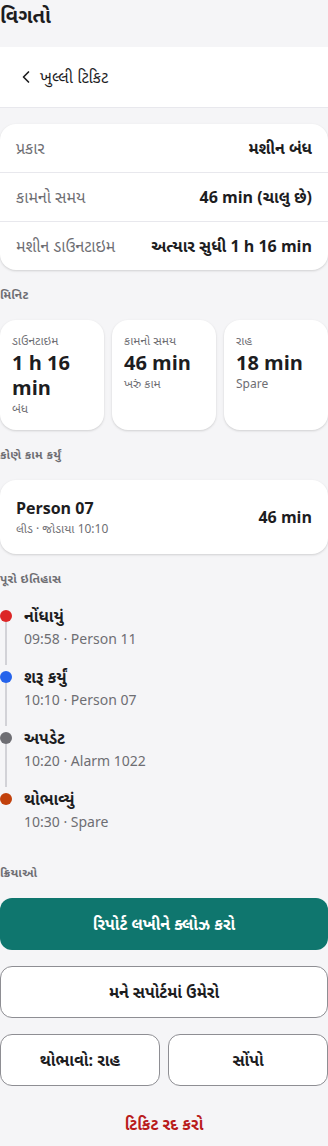 વિગતો
ખુલ્લી ટિકિટ
પ્રકાર
મશીન બંધ
કામનો સમય
46 min (ચાલુ છે)
મશીન ડાઉનટાઇમ
અત્યાર સુધી 1 h 16 min
મિનિટ
ડાઉનટાઇમ
1 h 16
min
બંધ
કામનો સમય
46 min
ખરું કામ
રાહ
18 min
Spare
કોણે કામ કર્યું
Person 07
લીડ · જોડાયા 10:10
46 min
પૂરો ઇતિહાસ
નોંધાયું
09:58 · Person 11
શરૂ કર્યું
10:10 · Person 07
અપડેટ
10:20 · Alarm 1022
થોભાવ્યું
10:30 · Spare
ક્રિયાઓ
રિપોર્ટ લખીને ક્લોઝ કરો
મને સપોર્ટમાં ઉમેરો
થોભાવો: રાહ
સોંપો
ટિકિટ રદ કરો